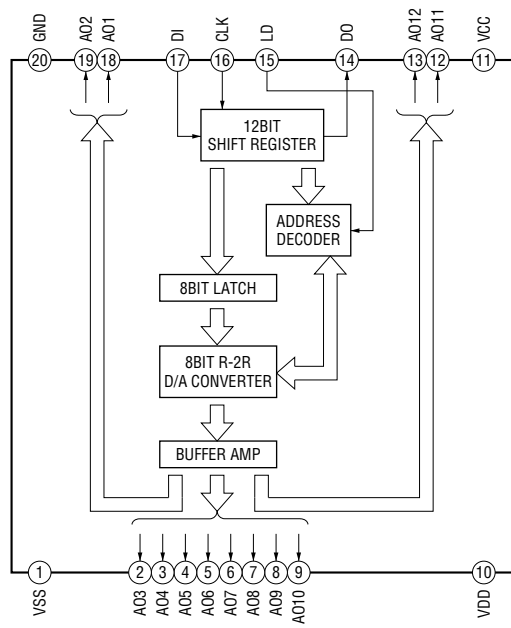 GND
AO2
AO1
DI
CLK
LD
DO
AO12
AO11
VCC
20
19
18
17
16
15
14
13
12
11
12BIT
SHIFT REGISTER
ADDRESS
DECODER
8BIT LATCH
8BIT R-2R
D/A CONVERTER
BUFFER AMP
1
2
3
4
5
6
7
8
9
10
VSS
AO3
AO4
AO5
AO6
AO7
AO8
AO9
AO10
VDD